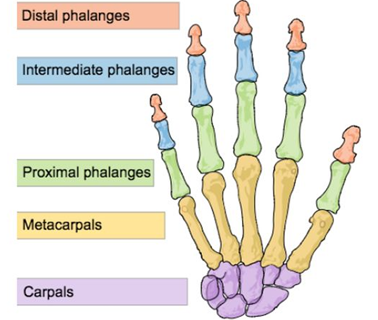 Distal phalanges
Intermediate phalanges
Proximal phalanges
Metacarpals
Carpals